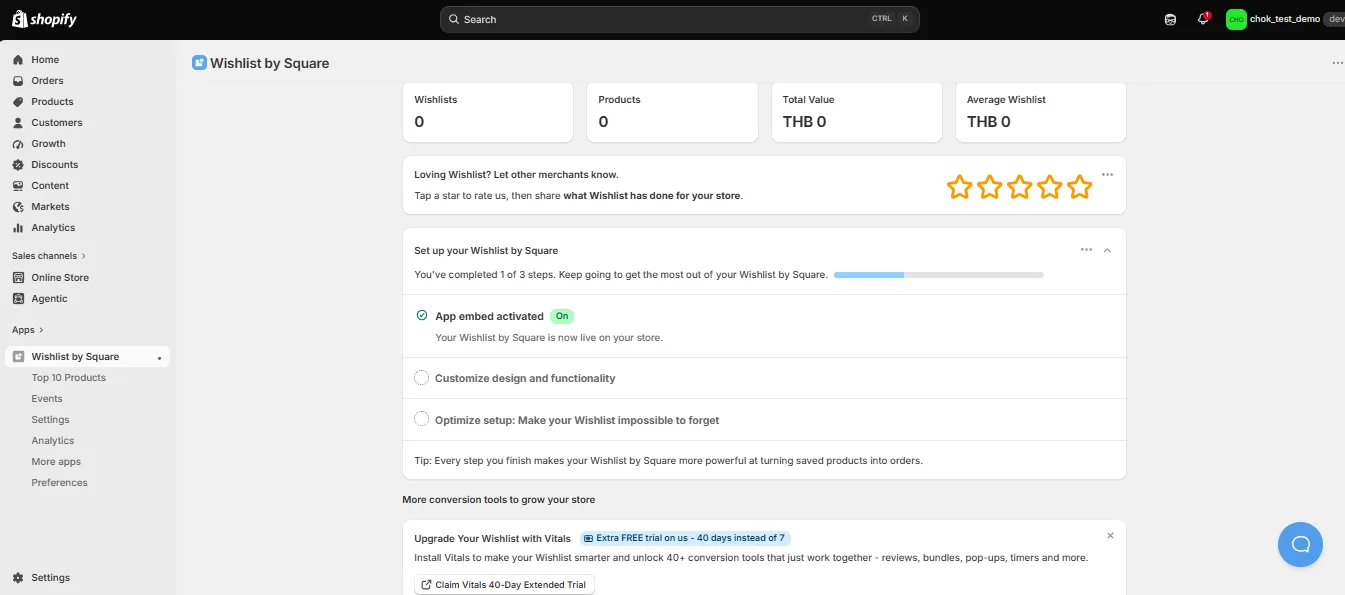 shopify
Search
CTRL K
1
CHO chok_test_demo dev
Home
Orders
Products
Customers
Growth
Discounts
Content
Markets
Analytics
Sales channels
Online Store
Agentic
Apps
Wishlist by Square
Top 10 Products
Events
Settings
Analytics
More apps
Preferences
Settings
Wishlist by Square
Wishlists
0
Products
0
Total Value
THB 0
Average Wishlist
THB 0
Loving Wishlist? Let other merchants know.
Tap a star to rate us, then share what Wishlist has done for your store.
Set up your Wishlist by Square
You've completed 1 of 3 steps. Keep going to get the most out of your Wishlist by Square.
App embed activated On
Your Wishlist by Square is now live on your store.
Customize design and functionality
Optimize setup: Make your Wishlist impossible to forget
Tip: Every step you finish makes your Wishlist by Square more powerful at turning saved products into orders.
More conversion tools to grow your store
Upgrade Your Wishlist with Vitals Extra FREE trial on us - 40 days instead of 7
Install Vitals to make your Wishlist smarter and unlock 40+ conversion tools that just work together - reviews, bundles, pop-ups, timers and more.
Claim Vitals 40-Day Extended Trial